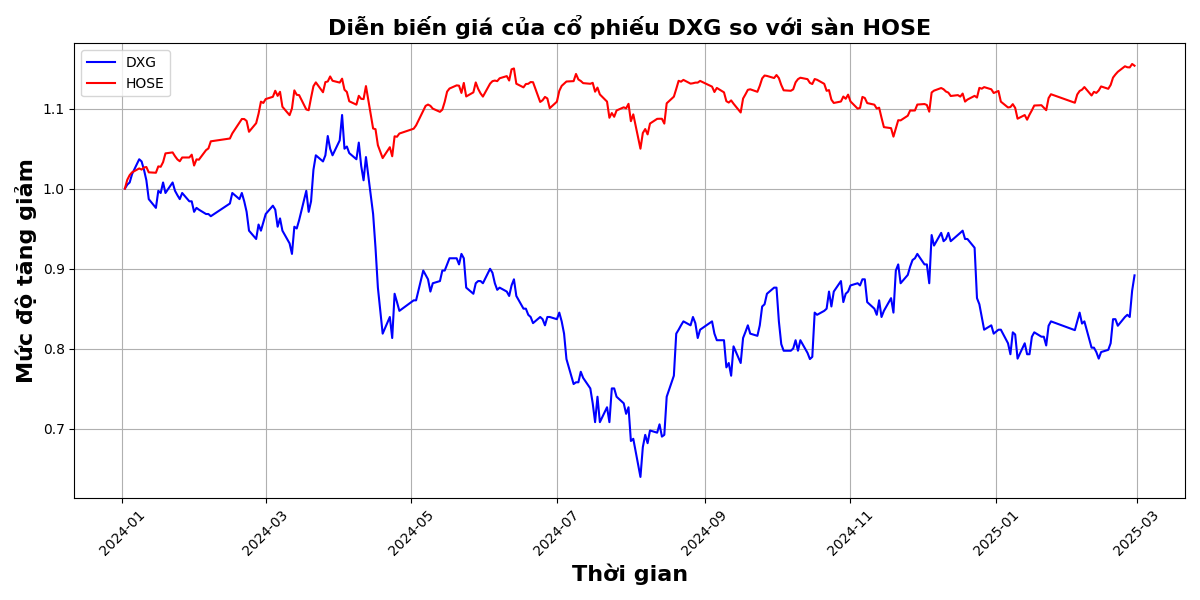 Diễn biến giá của cổ phiếu DXG so với sàn HOSE
DXG
HOSE
Mức độ tăng giảm
1.1
1.0
0.9
0.8
0.7
2024-01
2024-03
2024-05
2024-07
2024-09
2024-11
2025-01
2025-03
Thời gian